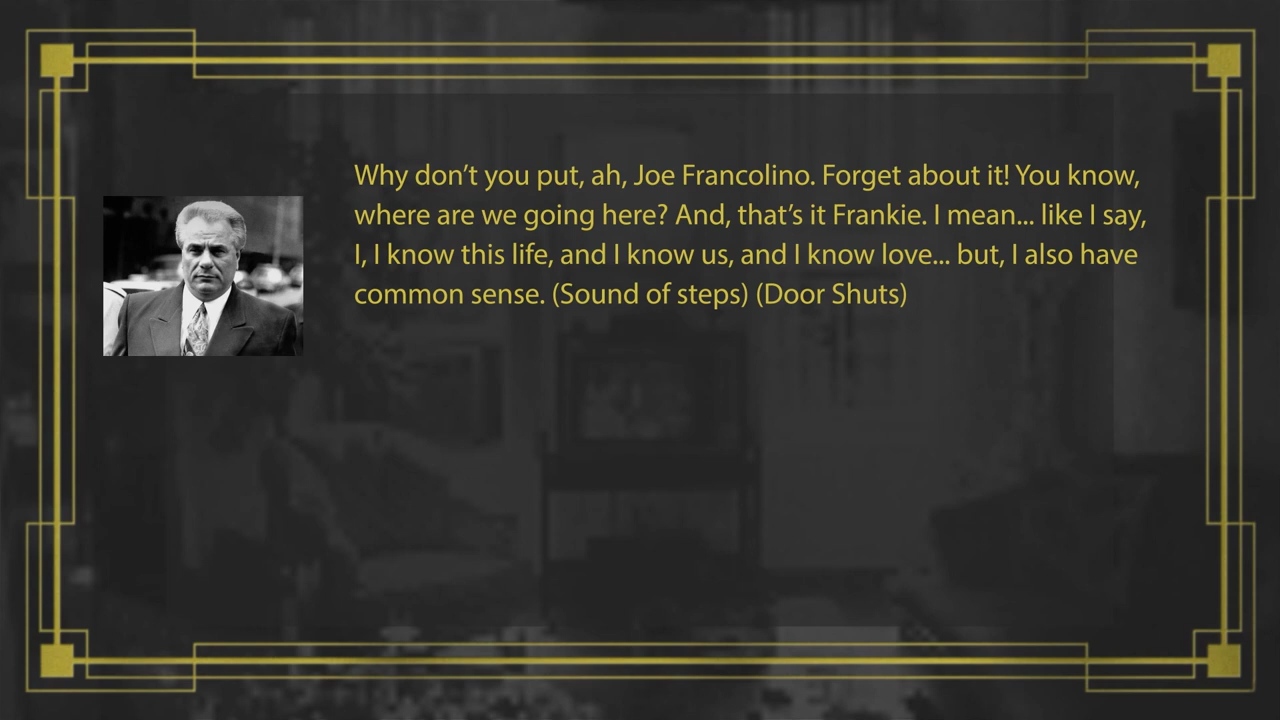 Why don’t you put, ah, Joe Francolino. Forget about it! You know,
where are we going here? And, that’s it Frankie. I mean... like I say,
I, I know this life, and I know us, and I know love... but, I also have
common sense. (Sound of steps) (Door Shuts)